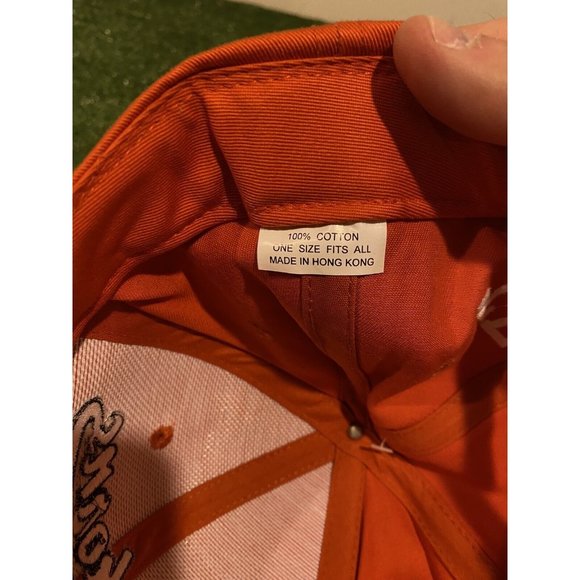 100% COTTON
ONE SIZE FITS ALL
MADE IN HONG KONG